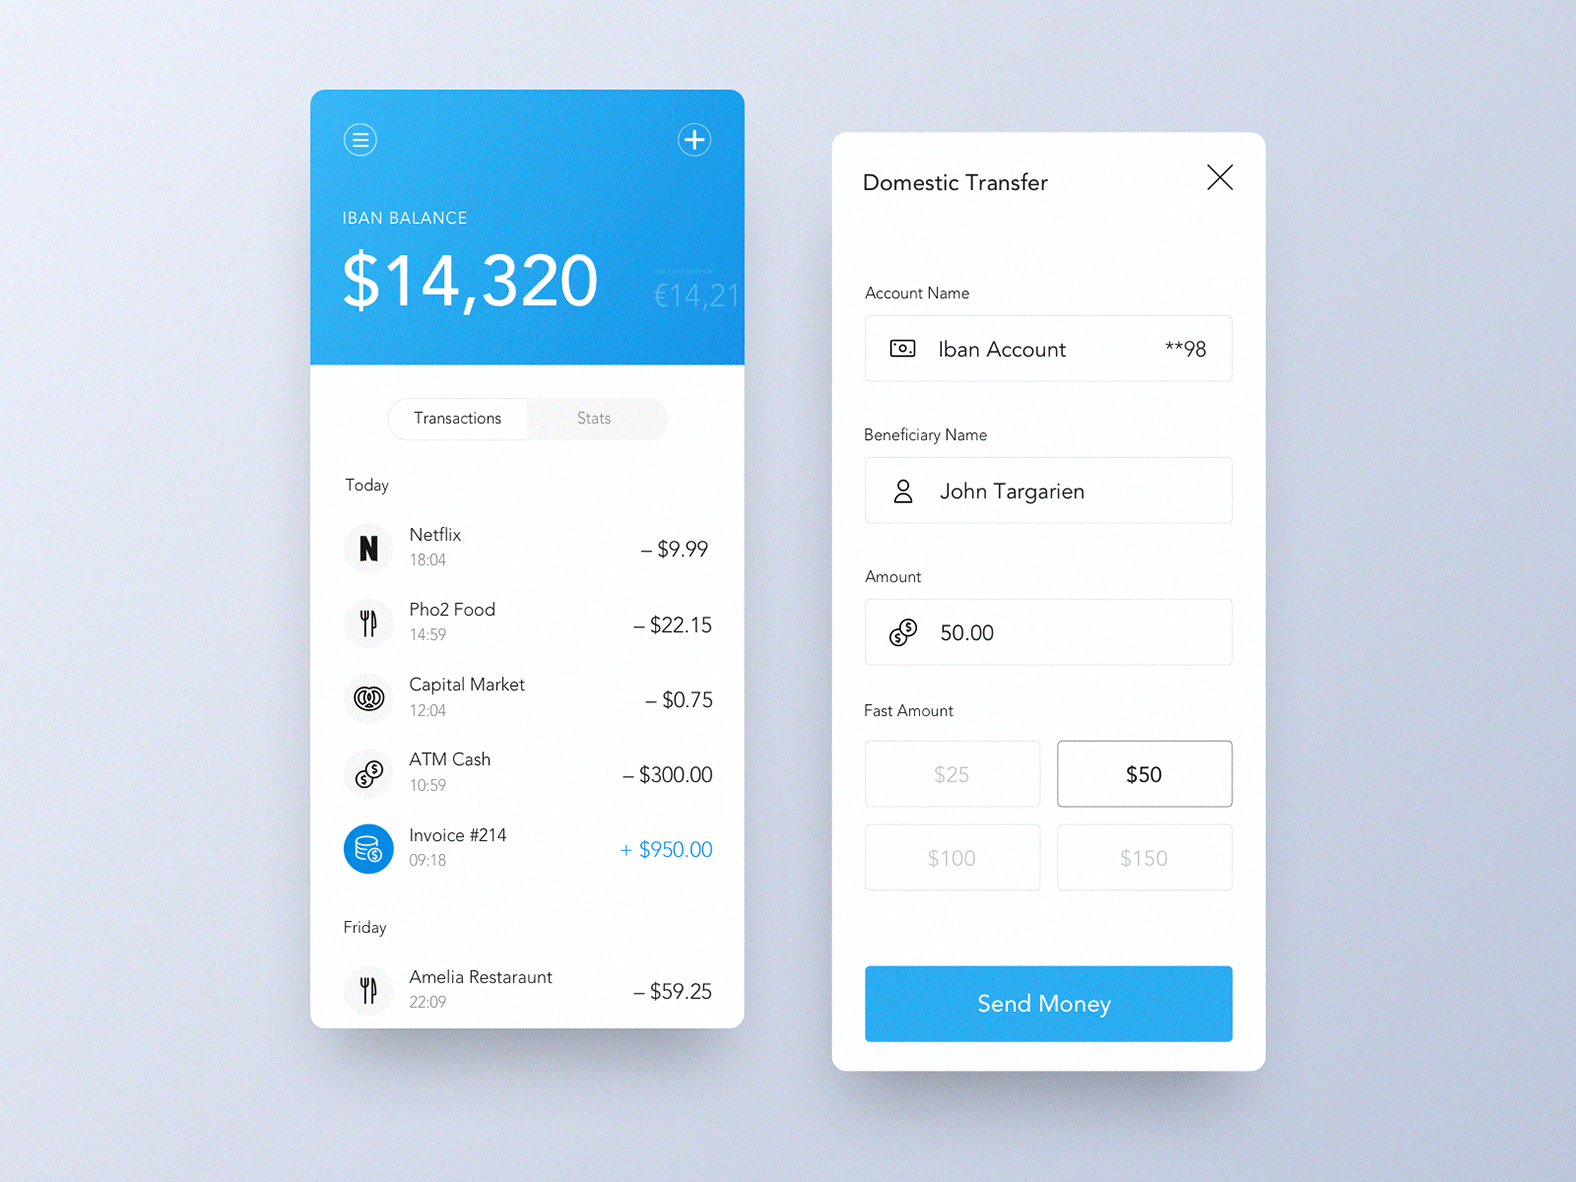 IBAN BALANCE
$14,320
€14,21
Transactions
Stats
Today
N
Netflix
18:04
– $9.99
Pho2 Food
14:59
– $22.15
Capital Market
12:04
– $0.75
ATM Cash
10:59
– $300.00
Invoice #214
09:18
+ $950.00
Friday
Amelia Restaraunt
22:09
– $59.25
Domestic Transfer
Account Name
Iban Account
**98
Beneficiary Name
John Targarien
Amount
50.00
Fast Amount
$25
$50
$100
$150
Send Money